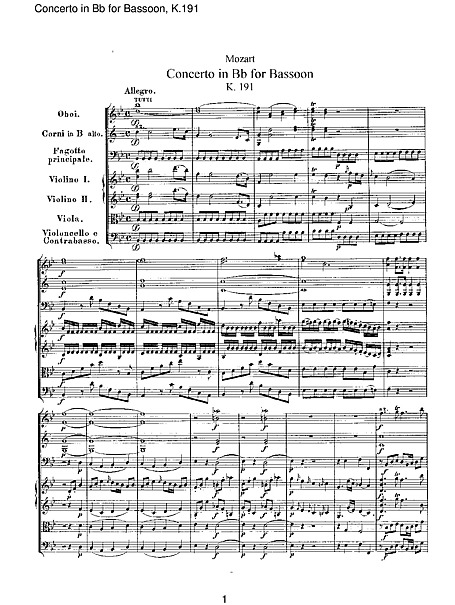 Concerto in Bb for Bassoon, K.191
Mozart
Concerto in Bb for Bassoon
K. 191
Allegro.
TUTTI
Oboi.
Corni in B alto.
Fagotto
principale.
Violino I.
Violino II.
Viola.
Violoncello e
Contrabasso.
1